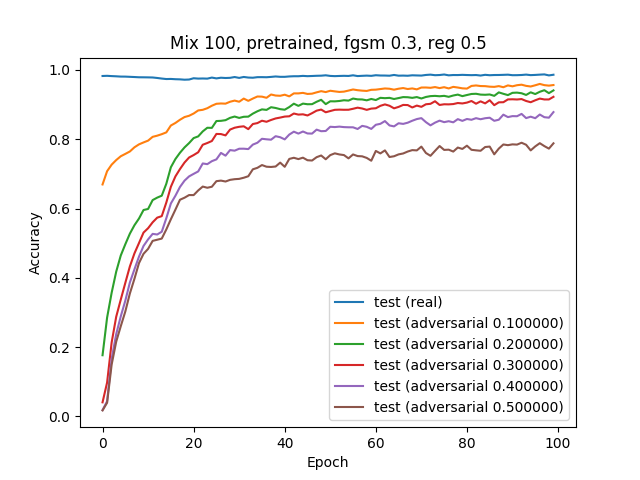 Mix 100, pretrained, fgsm 0.3, reg 0.5
1.0
0.8
0.6
0.4
0.2
0.0
Accuracy
test (real)
test (adversarial 0.100000)
test (adversarial 0.200000)
test (adversarial 0.300000)
test (adversarial 0.400000)
test (adversarial 0.500000)
0 20 40 60 80 100
Epoch